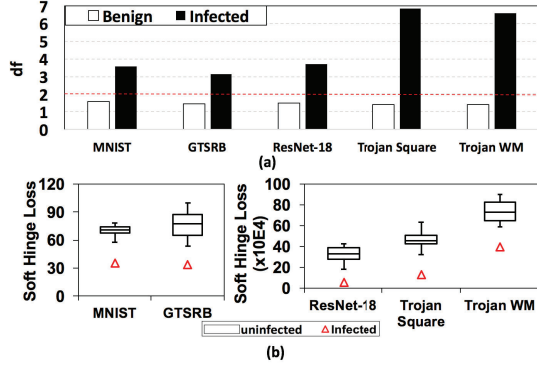 Benign Infected
df
7
6
5
4
3
2
1
0
MNIST GTSRB ResNet-18 Trojan Square Trojan WM
(a)
Soft Hinge Loss
120
90
60
30
0
MNIST GTSRB
Soft Hinge Loss
(x10E4)
100
80
60
40
20
0
ResNet-18 Trojan Square Trojan WM
uninfected Infected
(b)